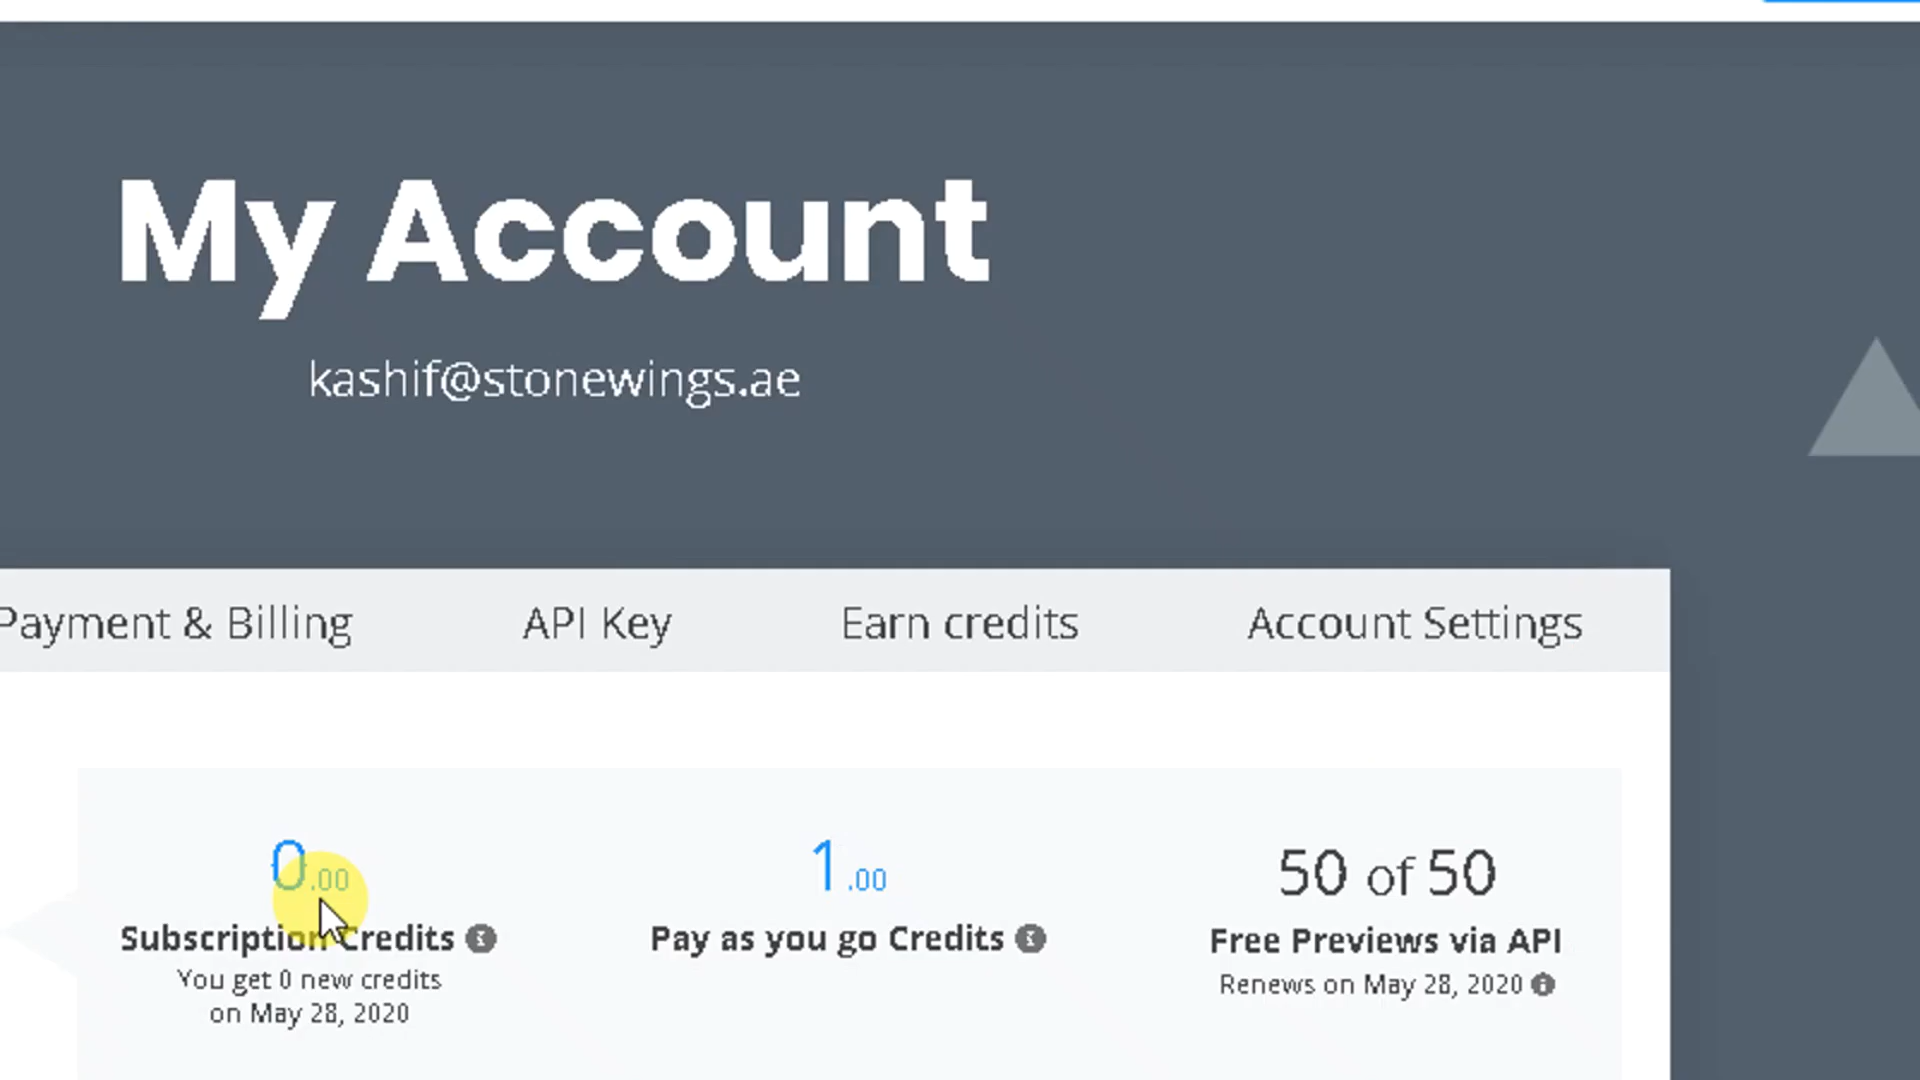 My Account
kashif@stonewings.ae
Payment & Billing
API Key
Earn credits
Account Settings
0.00
Subscription Credits
You get 0 new credits
on May 28, 2020
1.00
Pay as you go Credits
50 of 50
Free Previews via API
Renews on May 28, 2020